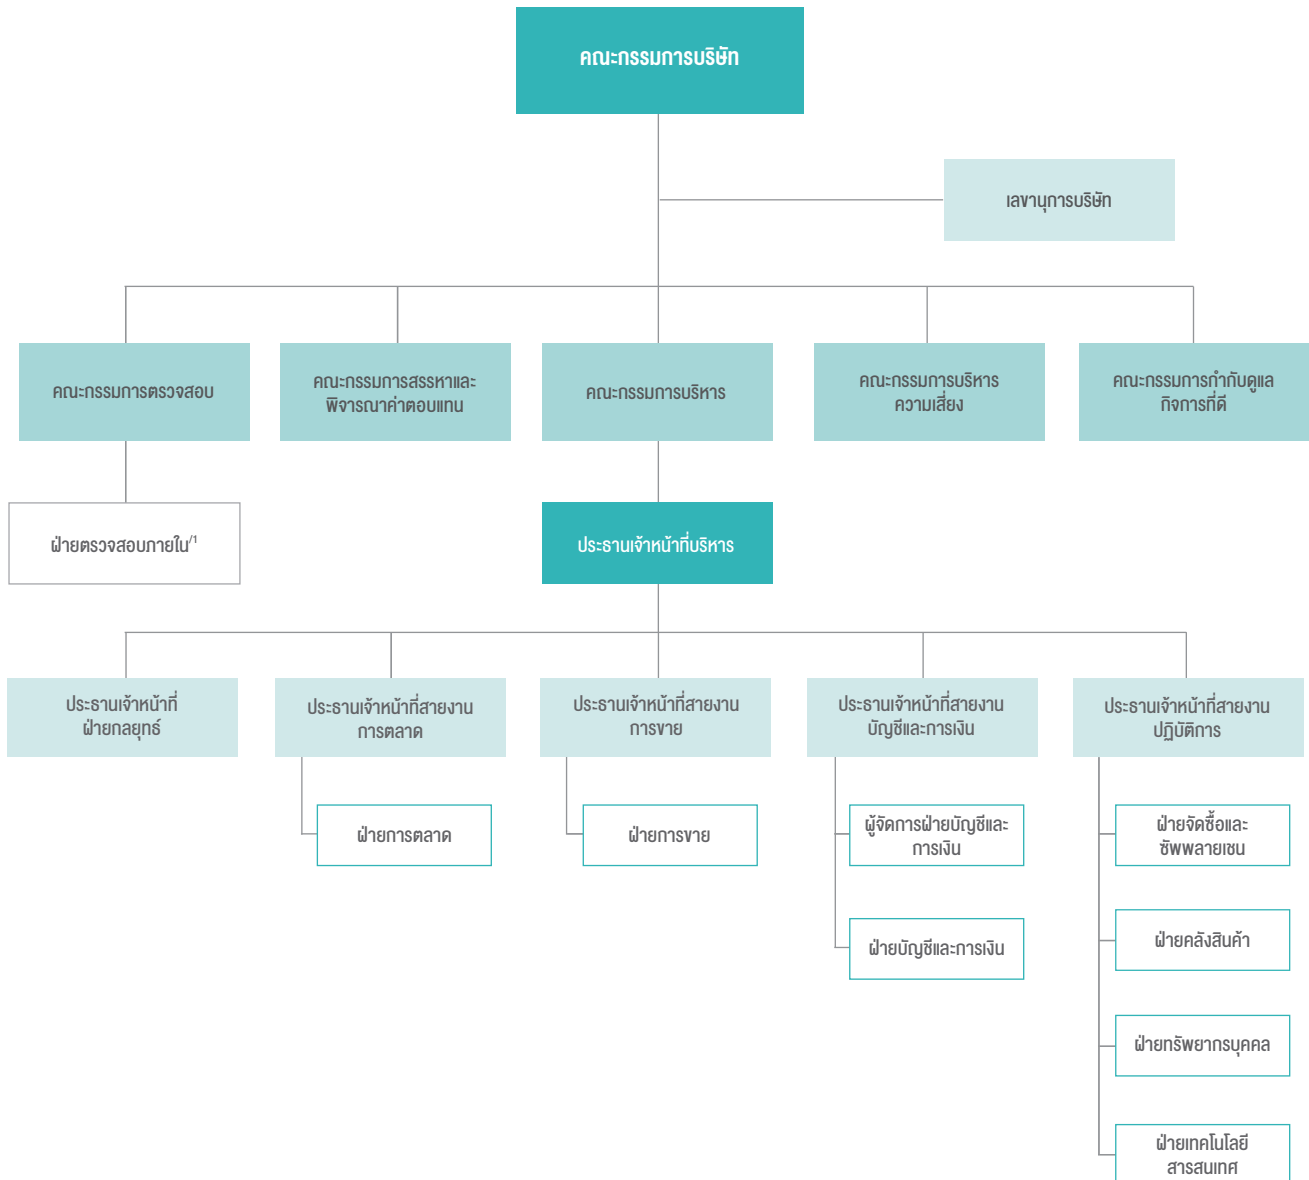 คณะกรรมการบริษัท
เลขานุการบริษัท
คณะกรรมการตรวจสอบ
คณะกรรมการสรรหาและ
พิจารณาค่าตอบแทน
คณะกรรมการบริหาร
คณะกรรมการบริหาร
ความเสี่ยง
คณะกรรมการกำกับดูแล
กิจการที่ดี
ฝ่ายตรวจสอบภายใน/1
ประธานเจ้าหน้าที่บริหาร
ประธานเจ้าหน้าที่
ฝ่ายกลยุทธ์
ประธานเจ้าหน้าที่สายงาน
การตลาด
ประธานเจ้าหน้าที่สายงาน
การขาย
ประธานเจ้าหน้าที่สายงาน
บัญชีและการเงิน
ประธานเจ้าหน้าที่สายงาน
ปฏิบัติการ
ฝ่ายการตลาด
ฝ่ายการขาย
ผู้จัดการฝ่ายบัญชีและ
การเงิน
ฝ่ายบัญชีและการเงิน
ฝ่ายจัดซื้อและ
ซัพพลายเชน
ฝ่ายคลังสินค้า
ฝ่ายทรัพยากรบุคคล
ฝ่ายเทคโนโลยี
สารสนเทศ